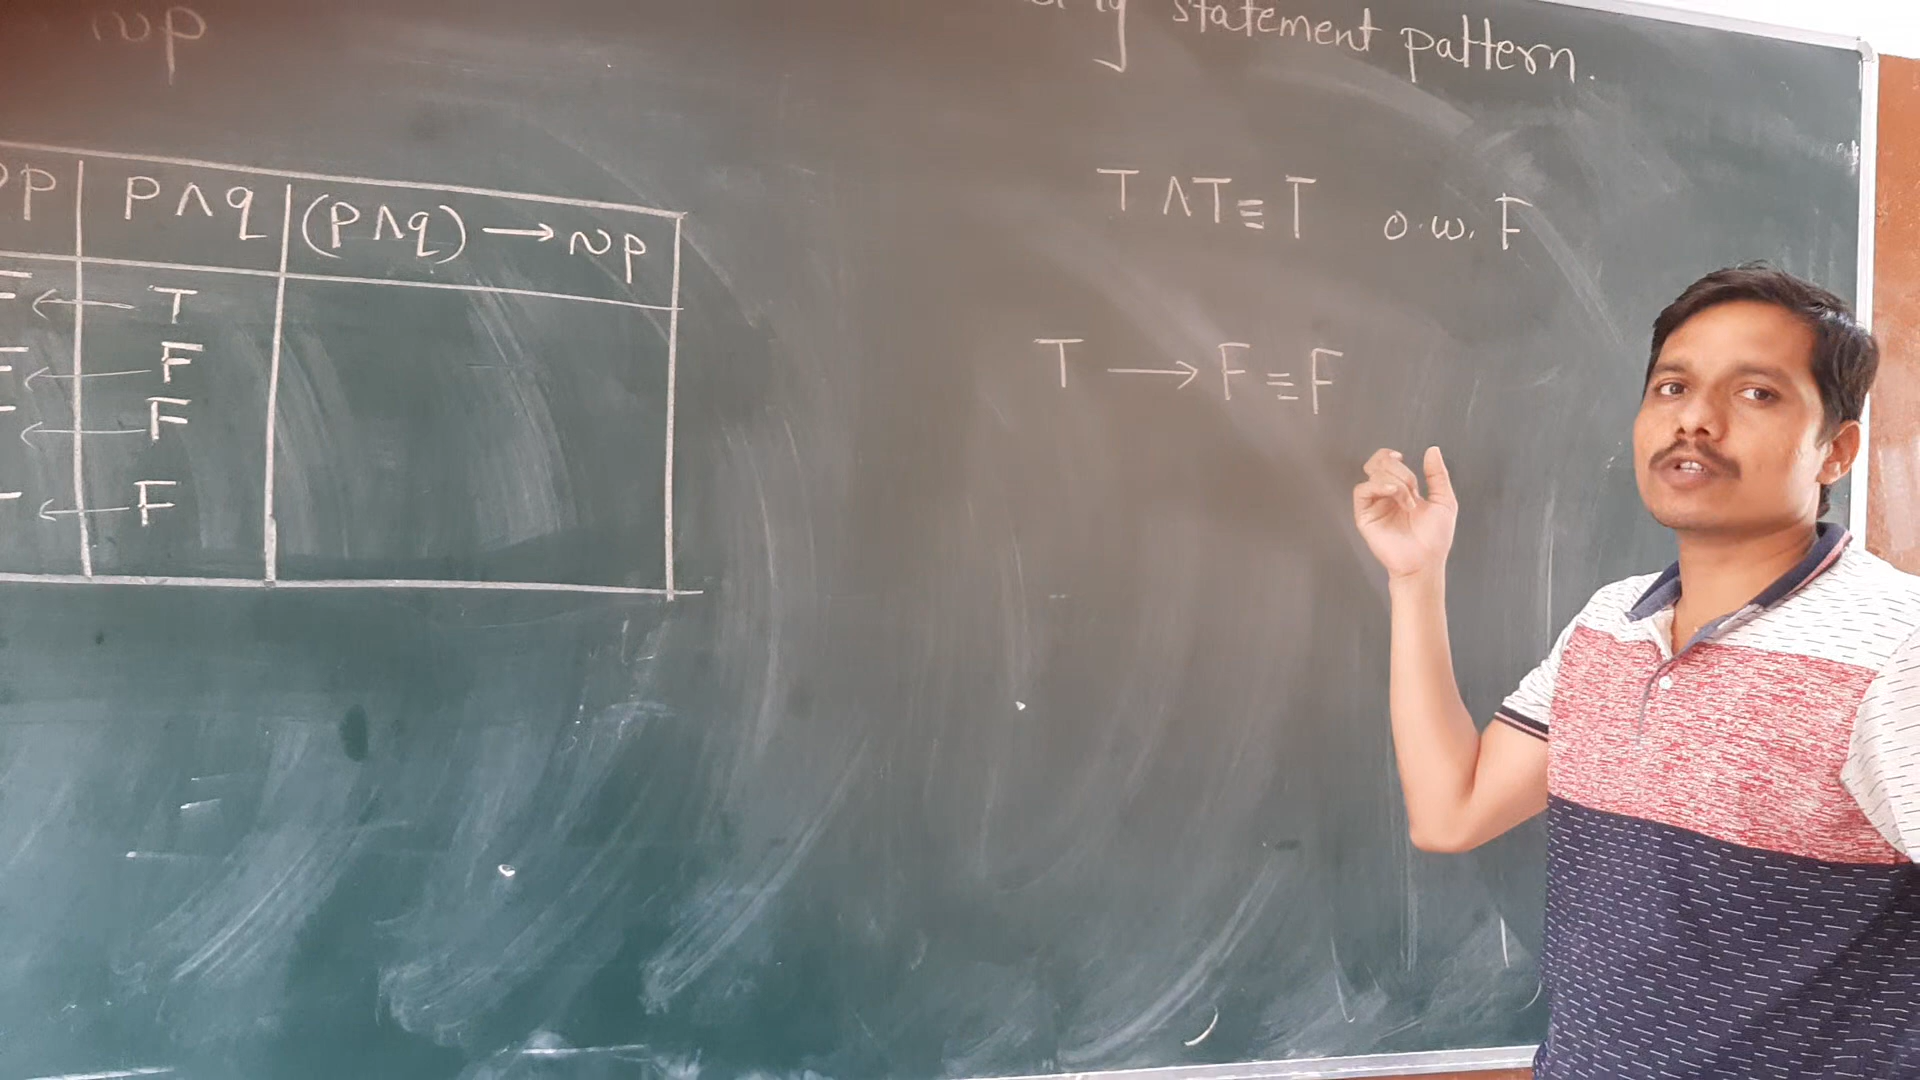 ~p
statement pattern.
T ∧ T ≡ T o.w. F
T → F ≡ F
~p | p ∧ q | (p ∧ q) → ~p
← T
F ← F
← F
← F